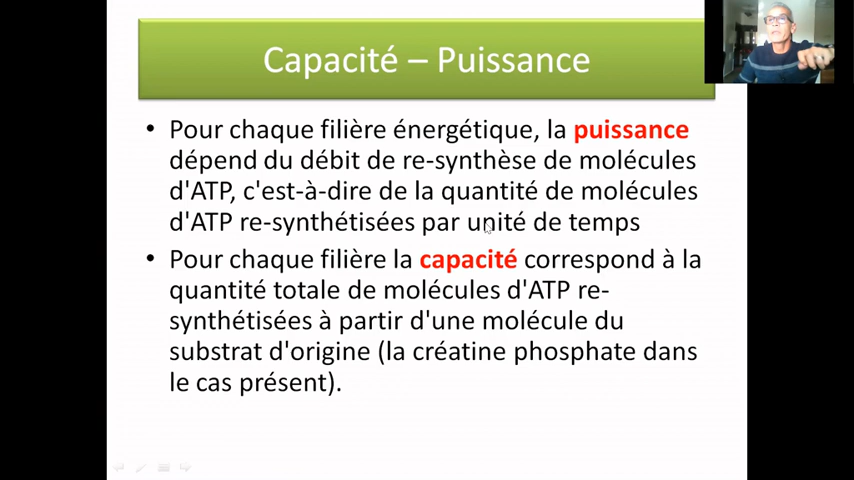 Capacité – Puissance
• Pour chaque filière énergétique, la puissance
dépend du débit de re-synthèse de molécules
d'ATP, c'est-à-dire de la quantité de molécules
d'ATP re-synthétisées par unité de temps
• Pour chaque filière la capacité correspond à la
quantité totale de molécules d'ATP re-
synthétisées à partir d'une molécule du
substrat d'origine (la créatine phosphate dans
le cas présent).